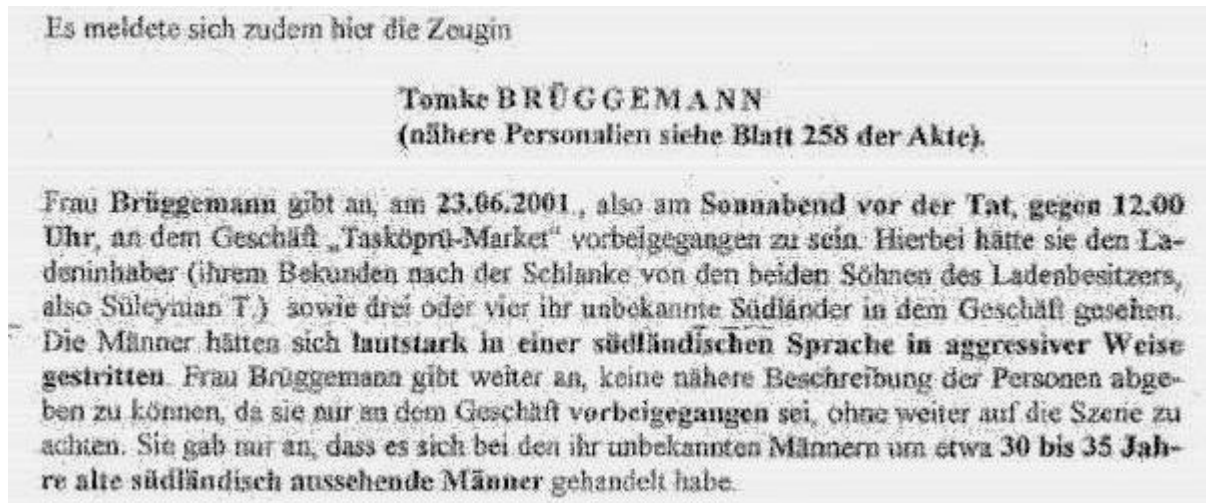 Es meldete sich zudem hier die Zeugin
Tomke B R Ü G G E M A N N
(nähere Personalien siehe Blatt 258 der Akte).
Frau Brüggemann gibt an, am 23.06.2001., also am Sonnabend vor der Tat, gegen 12.00
Uhr, an dem Geschäft „Tasköprü-Market“ vorbeigegangen zu sein. Hierbei hätte sie den La-
deninhaber (ihrem Bekunden nach der Schlanke von den beiden Söhnen des Ladenbesitzers,
also Süleyman T.) sowie drei oder vier ihr unbekannte Südländer in dem Geschäft gesehen.
Die Männer hätten sich lautstark in einer südländischen Sprache in aggressiver Weise
gestritten. Frau Brüggemann gibt weiter an, keine nähere Beschreibung der Personen abge-
ben zu können, da sie nur an dem Geschäft vorbeigegangen sei, ohne weiter auf die Szene zu
achten. Sie gab nur an, dass es sich bei den ihr unbekannten Männern um etwa 30 bis 35 Jah-
re alte südländisch aussehende Männer gehandelt habe.